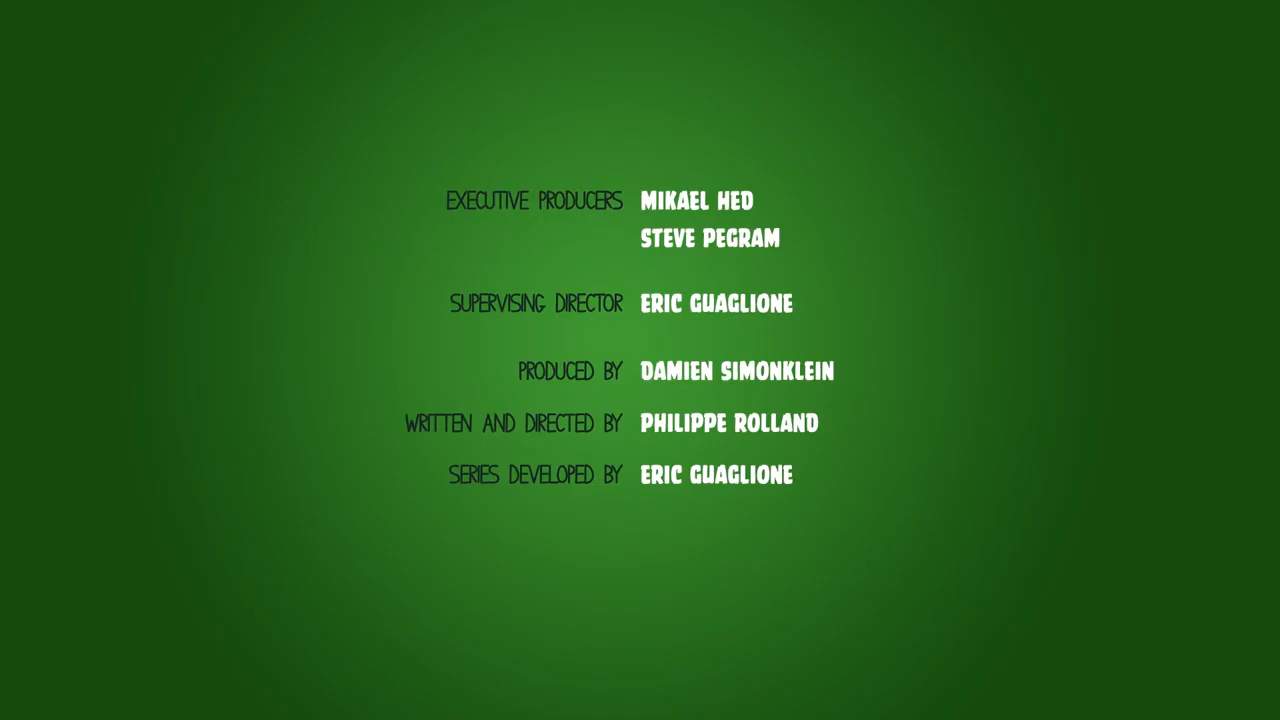 EXECUTIVE PRODUCERS MIKAEL HED
STEVE PEGRAM
SUPERVISING DIRECTOR ERIC GUAGLIONE
PRODUCED BY DAMIEN SIMONKLEIN
WRITTEN AND DIRECTED BY PHILIPPE ROLLAND
SERIES DEVELOPED BY ERIC GUAGLIONE